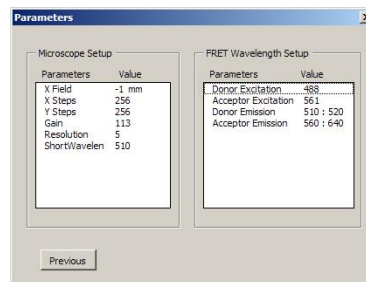 Parameters
Microscope Setup
Parameters Value
X Field -1 mm
X Steps 256
Y Steps 256
Gain 113
Resolution 5
ShortWavelen 510
FRET Wavelength Setup
Parameters Value
Donor Excitation 488
Acceptor Excitation 561
Donor Emission 510 : 520
Acceptor Emission 560 : 640
Previous